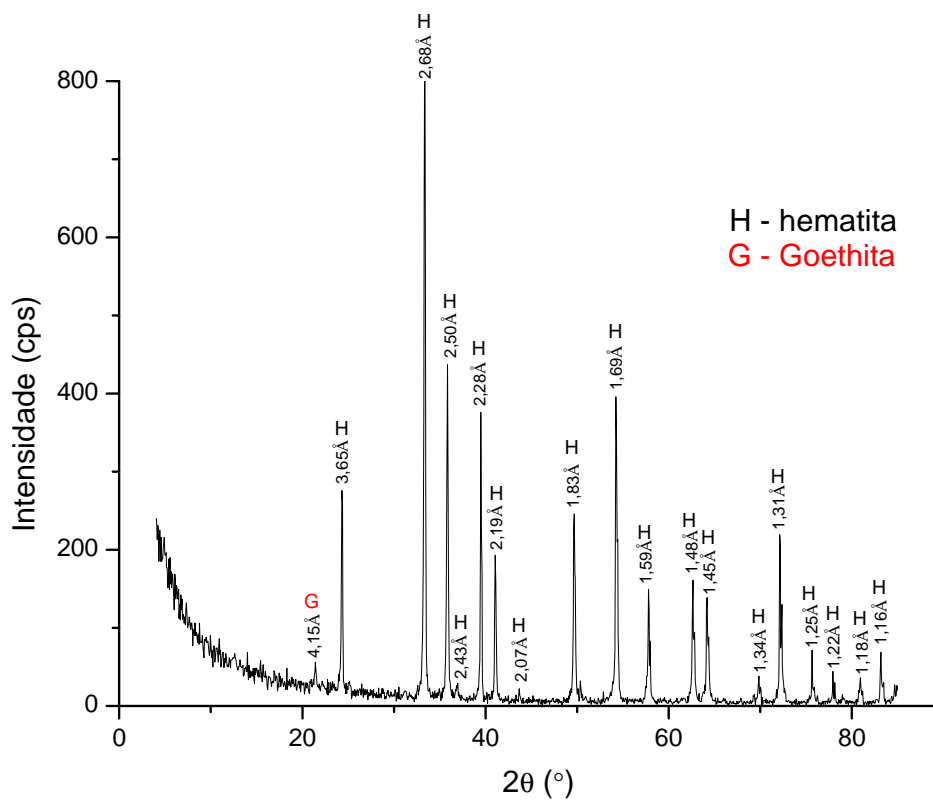 H
2,68Å
800
600
400
200
0
Intensidade (cps)
H - hematita
G - Goethita
G
4,15Å
3,65Å H
2,50Å H
2,43Å H
2,28Å H
2,19Å H
2,07Å H
1,83Å H
1,69Å H
1,59Å H
1,48Å H
1,45Å H
1,34Å H
1,31Å H
1,25Å H
1,22Å H
1,18Å H
1,16Å H
0
20
40
60
80
2θ (°)